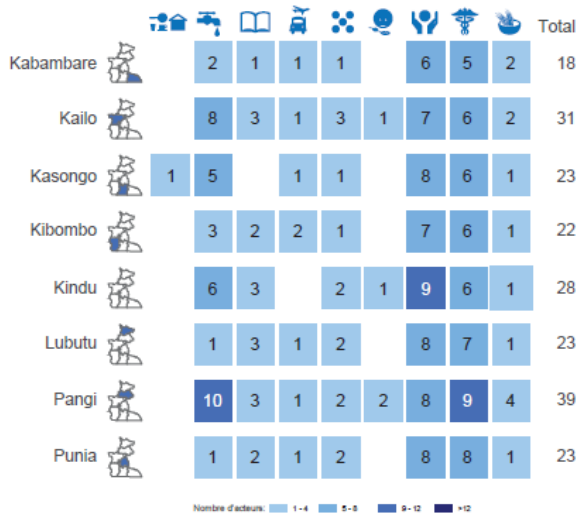 Total
Kabambare 2 1 1 1 6 5 2 18
Kailo 8 3 1 3 1 7 6 2 31
Kasongo 1 5 1 1 8 6 1 23
Kibombo 3 2 2 1 7 6 1 22
Kindu 6 3 2 1 9 6 1 28
Lubutu 1 3 1 2 8 7 1 23
Pangi 10 3 1 2 2 8 9 4 39
Punia 1 2 1 2 8 8 1 23
Nombre d'acteurs: 1 - 4 5 - 8 9 - 12 >12